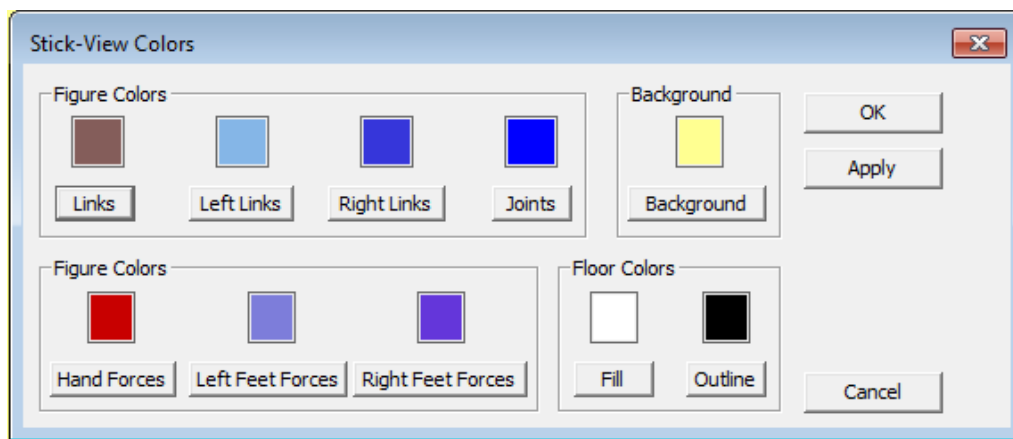 Stick-View Colors
Figure Colors
Links
Left Links
Right Links
Joints
Background
Background
OK
Apply
Figure Colors
Hand Forces
Left Feet Forces
Right Feet Forces
Floor Colors
Fill
Outline
Cancel